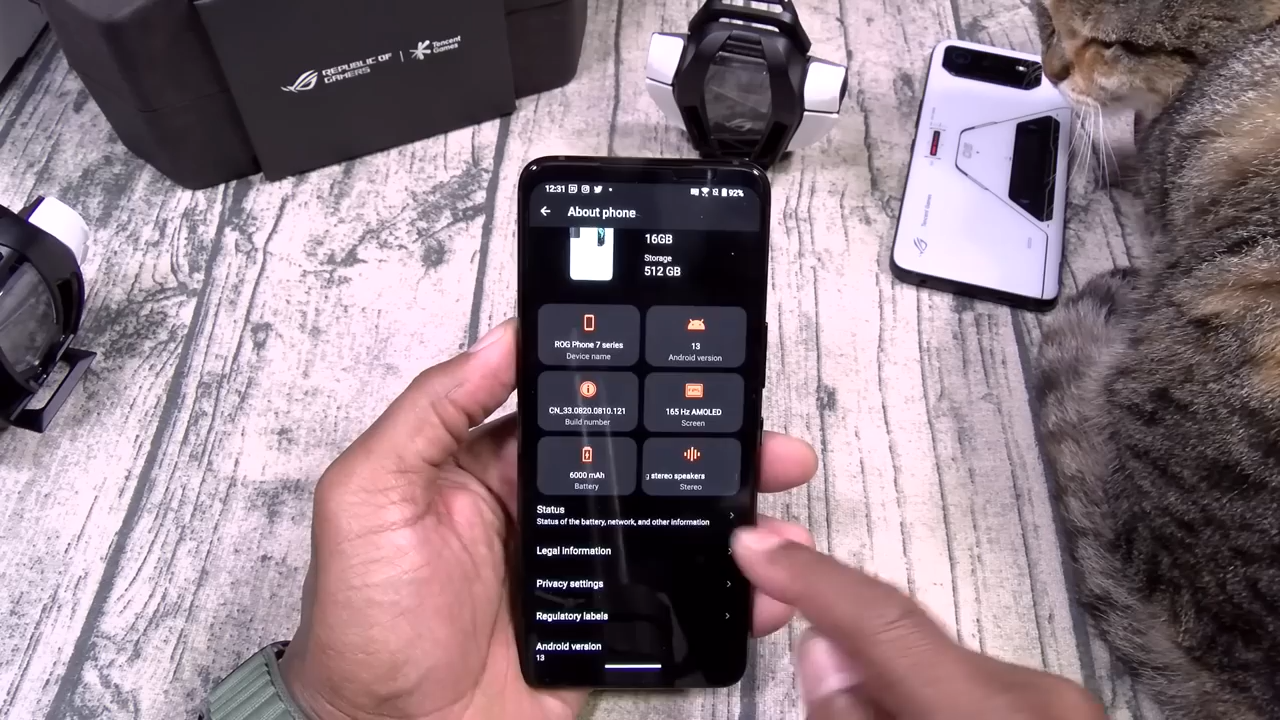 REPUBLIC OF
GAMERS
Tencent
Games
12:31
92%
About phone
16GB
Storage
512 GB
ROG Phone 7 series
Device name
13
Android version
CN_33.0820.0810.121
Build number
165 Hz AMOLED
Screen
6000 mAh
Battery
g stereo speakers
Stereo
Status
Status of the battery, network, and other information
Legal information
Privacy settings
Regulatory labels
Android version
13
Tencent Games